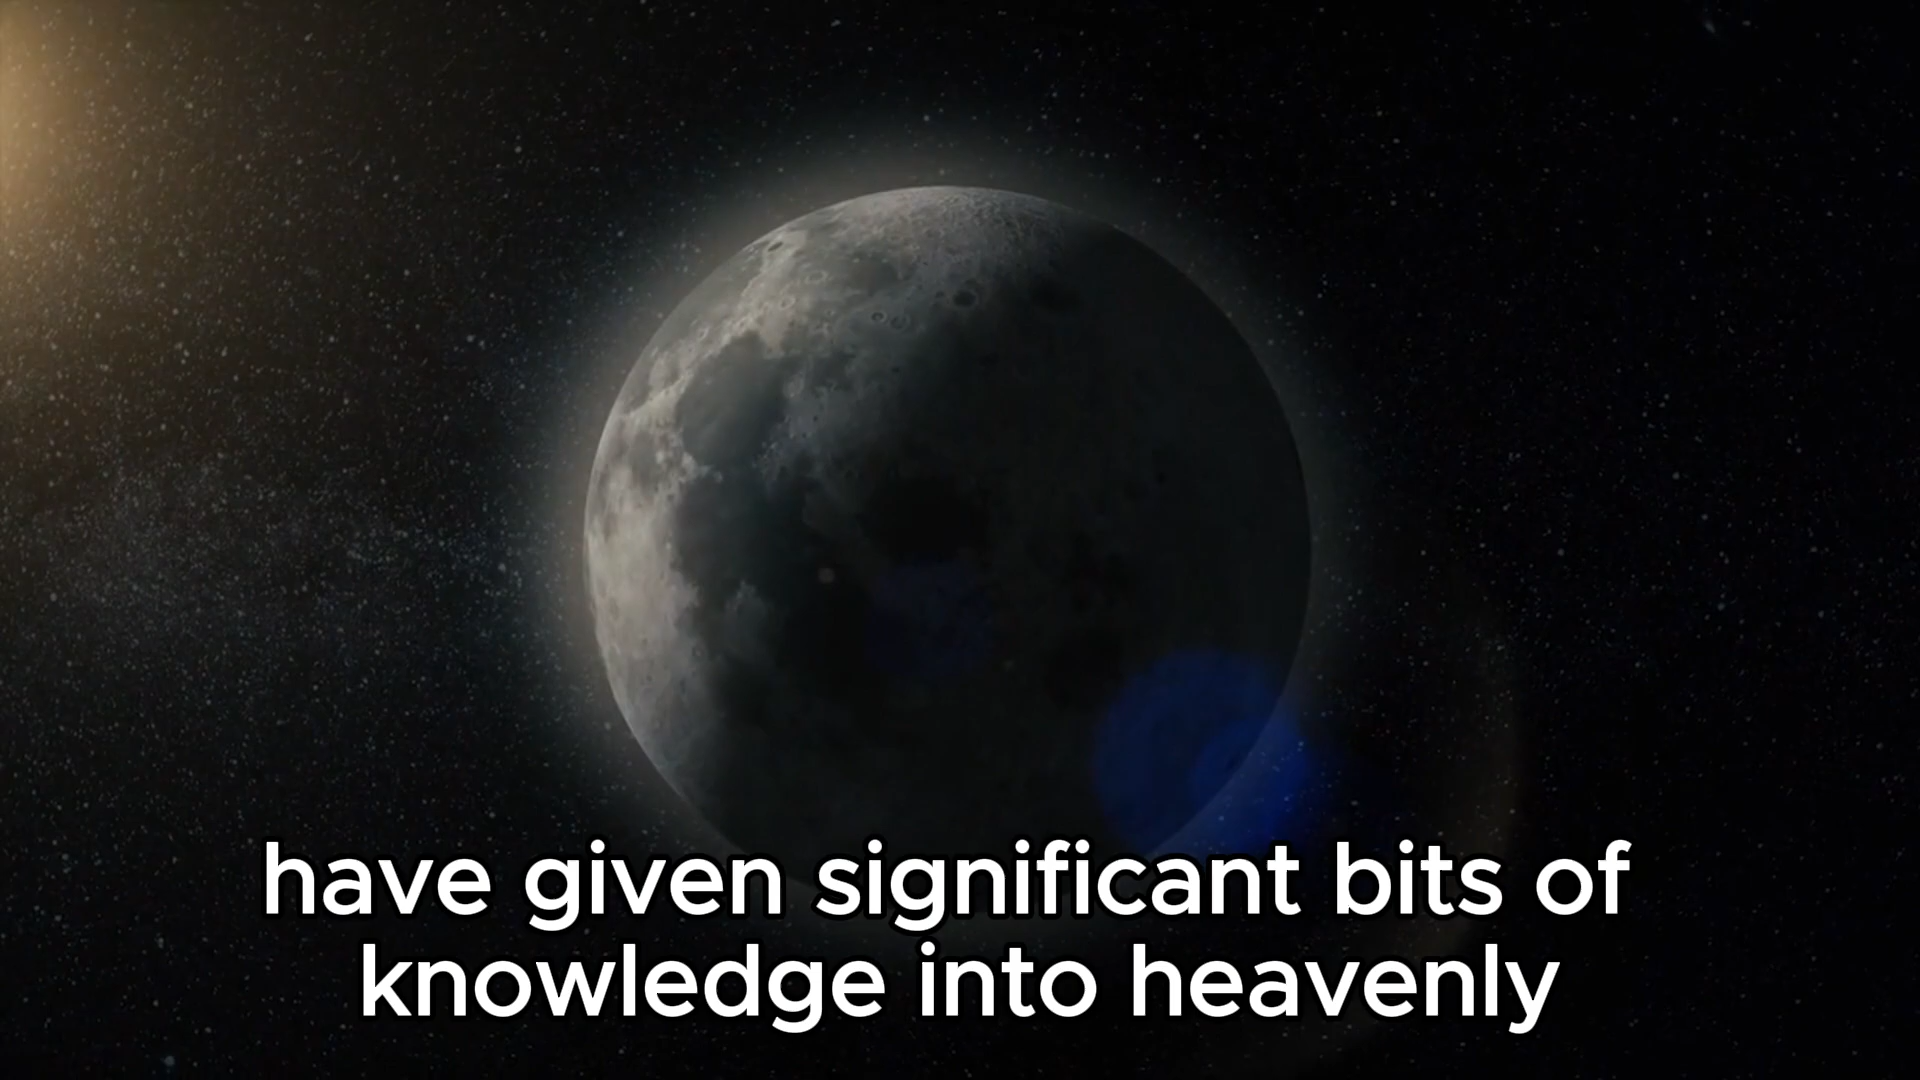 have given significant bits of
knowledge into heavenly